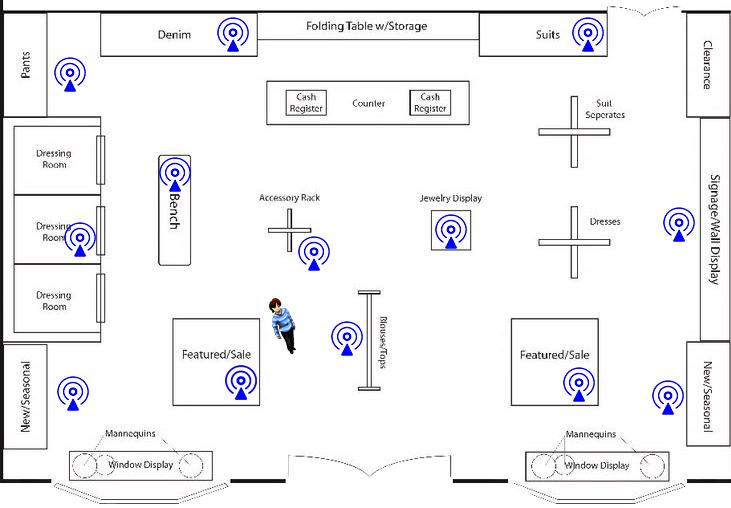 Folding Table w/Storage
Denim
Suits
Pants
Clearance
Cash
Register
Counter
Cash
Register
Suit
Seperates
Dressing
Room
Bench
Accessory Rack
Jewelry Display
Signage/Wall Display
Dressing
Room
Dresses
Dressing
Room
Blouses/Tops
Featured/Sale
Featured/Sale
New/Seasonal
New/Seasonal
Mannequins
Mannequins
Window Display
Window Display